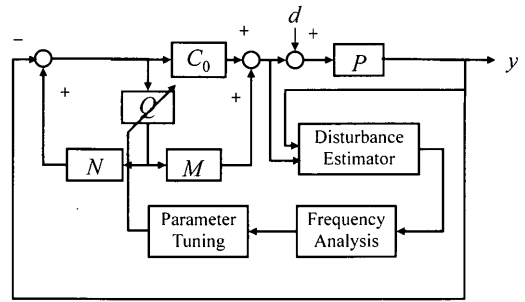 −
+
d
+
C₀
P
y
+
+
Q
Disturbance
Estimator
N
M
Parameter
Tuning
Frequency
Analysis